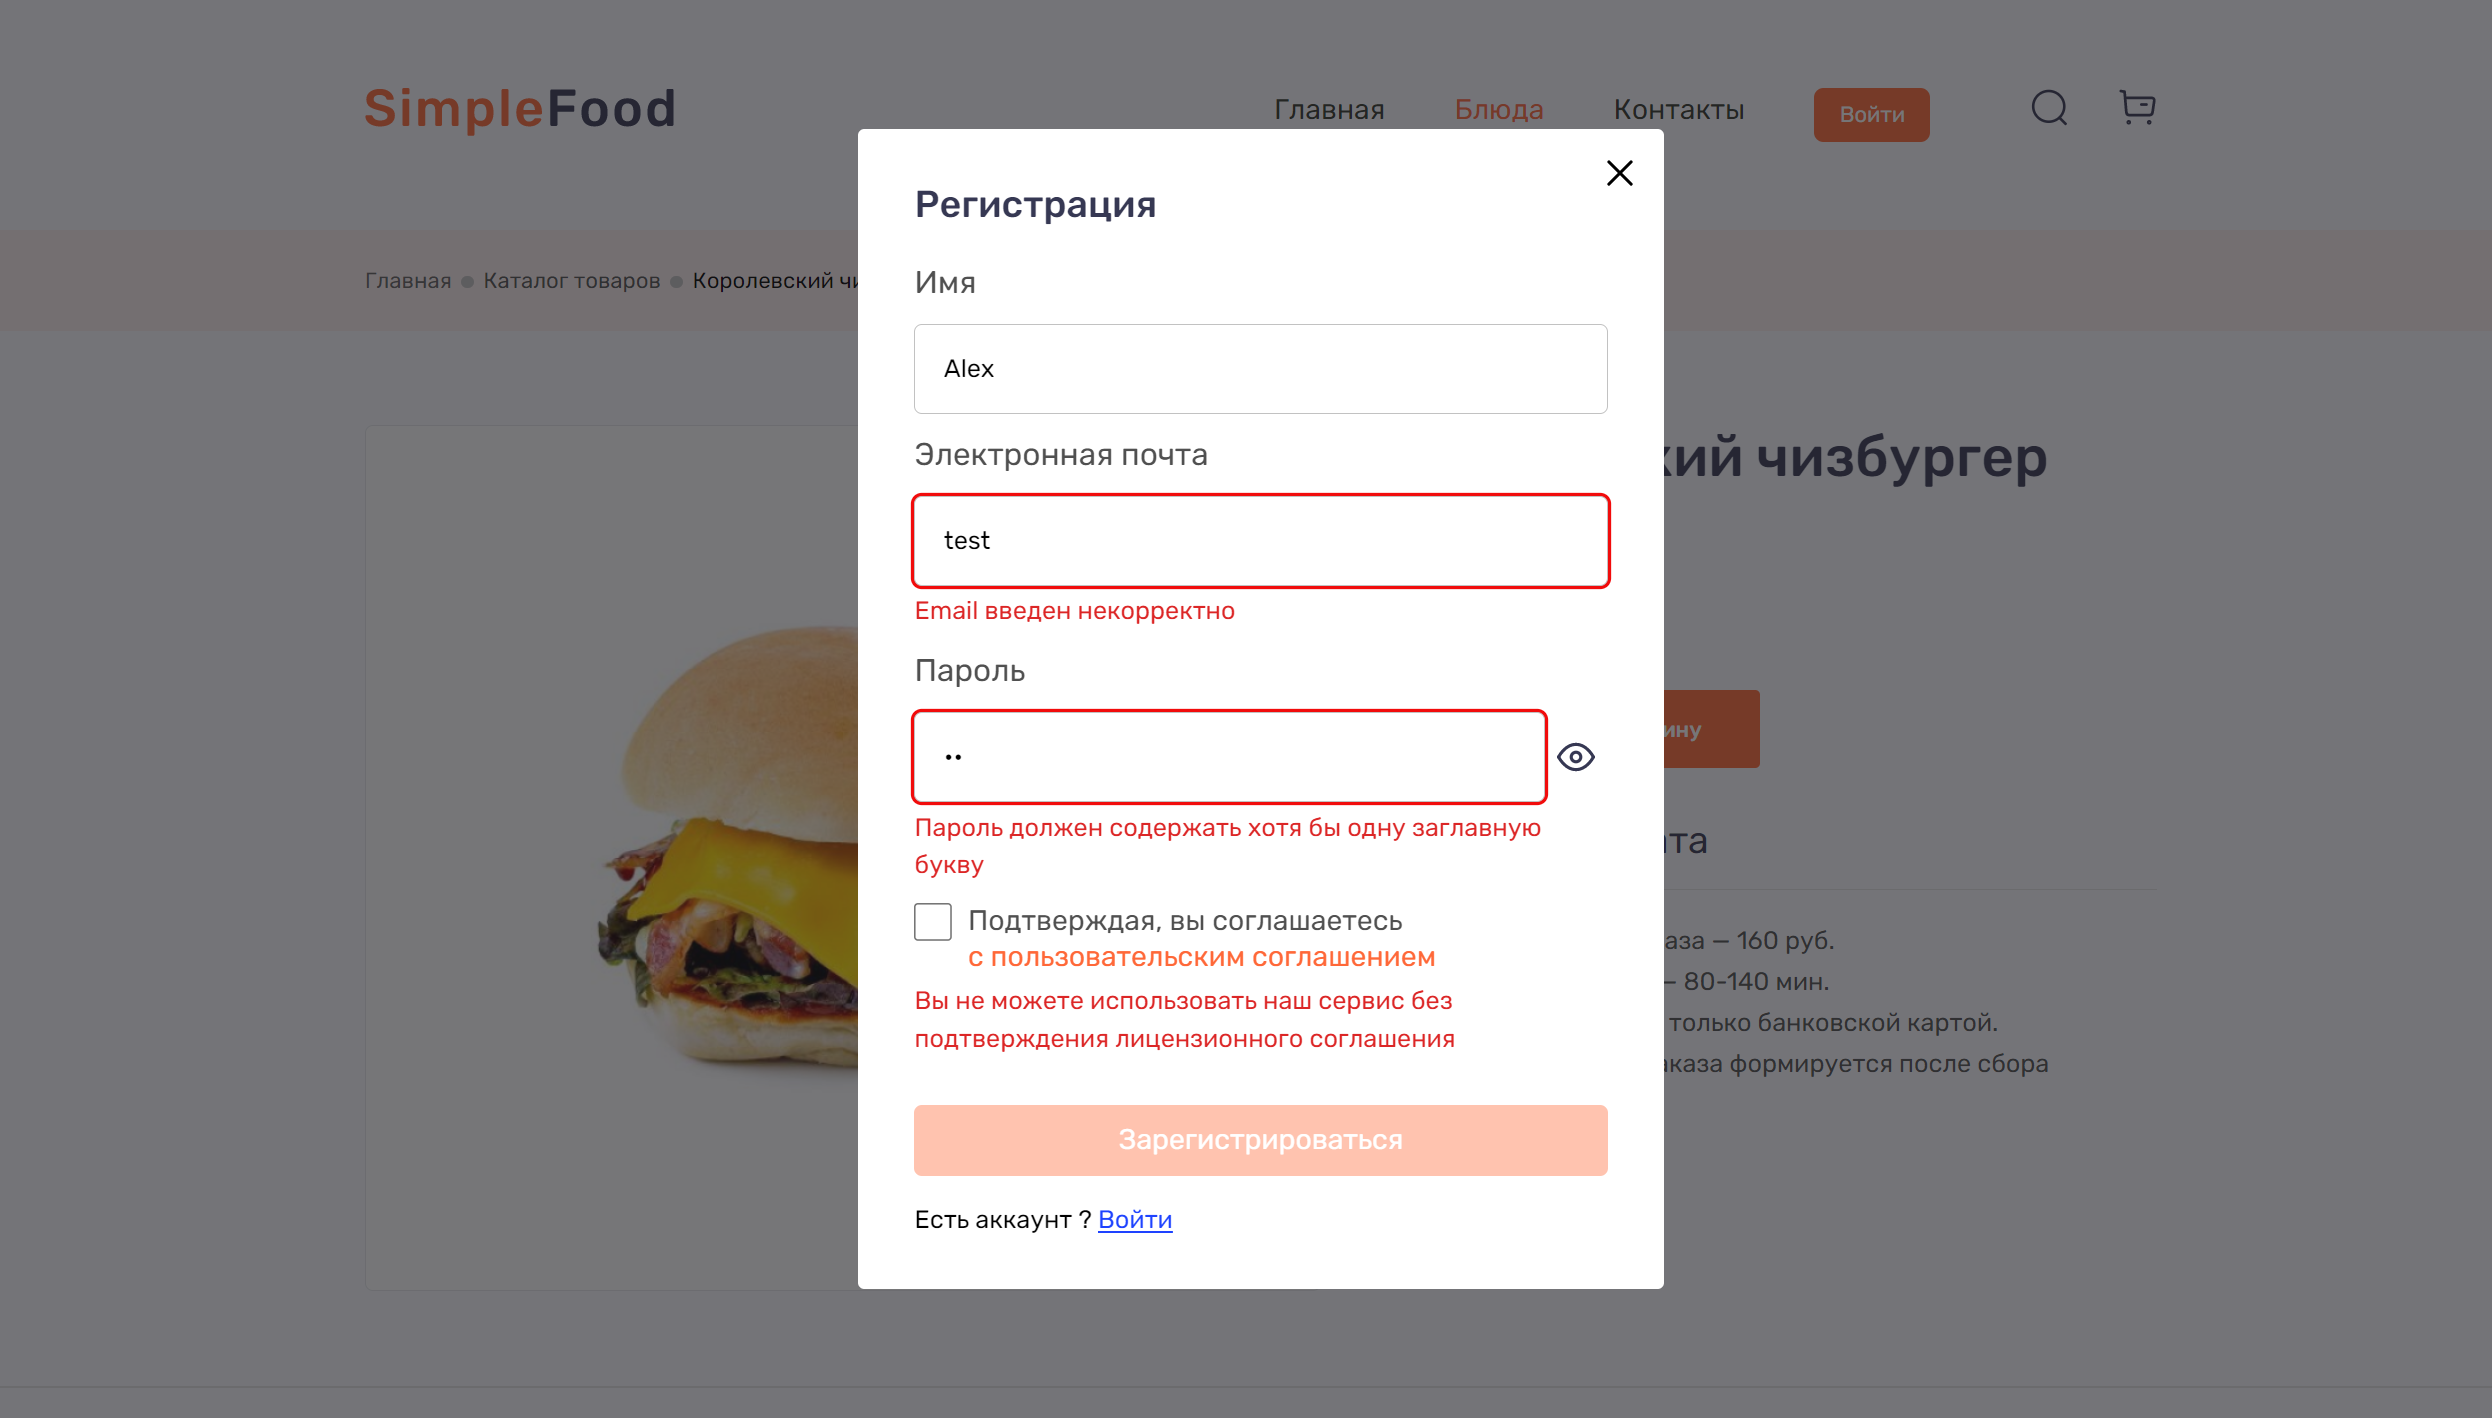 SimpleFood
Главная Блюда Контакты Войти
Главная Каталог товаров Королевский
кий чизбургер
ину
та
аза — 160 руб.
— 80-140 мин.
только банковской картой.
аказа формируется после сбора
Регистрация
Имя
Alex
Электронная почта
test
Email введен некорректно
Пароль
••
Пароль должен содержать хотя бы одну заглавную
букву
Подтверждая, вы соглашаетесь
с пользовательским соглашением
Вы не можете использовать наш сервис без
подтверждения лицензионного соглашения
Зарегистрироваться
Есть аккаунт ? Войти